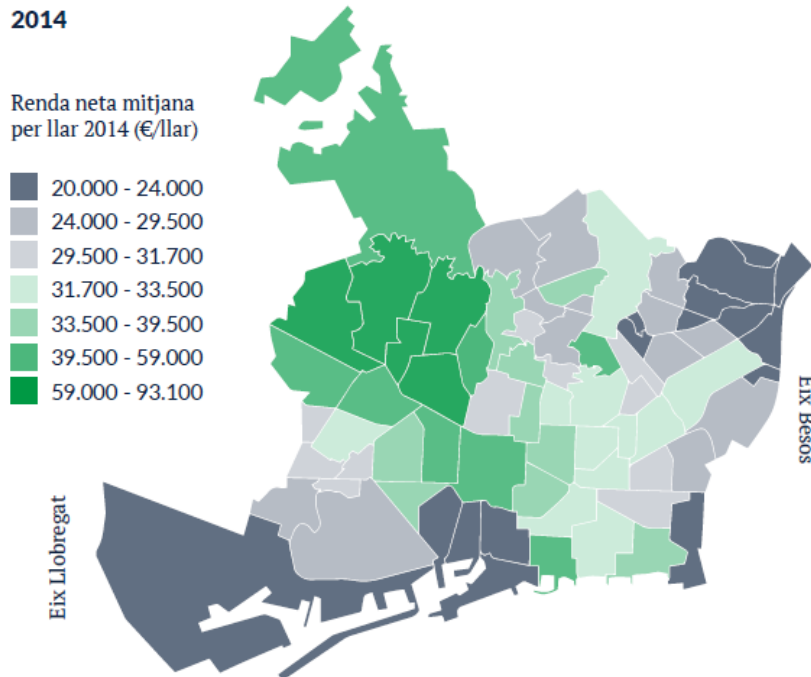 2014
Renda neta mitjana
per llar 2014 (€/llar)
20.000 - 24.000
24.000 - 29.500
29.500 - 31.700
31.700 - 33.500
33.500 - 39.500
39.500 - 59.000
59.000 - 93.100
Eix Besòs
Eix Llobregat